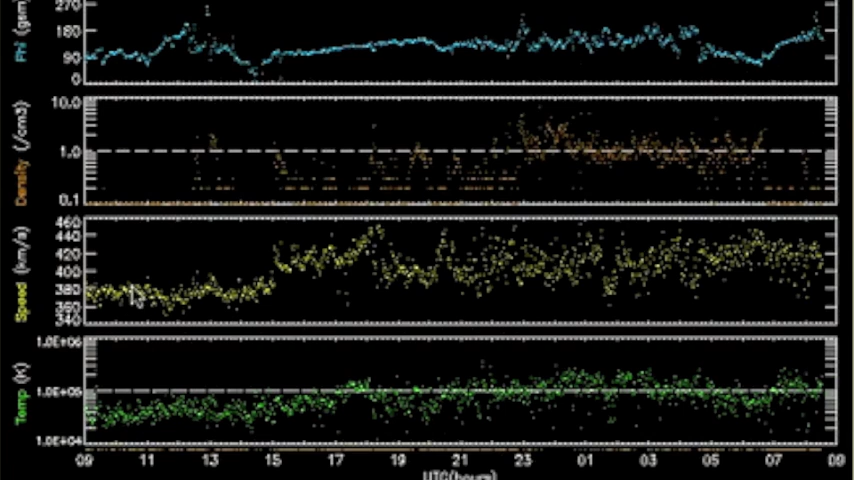 270
Phi (gsm)
180
90
0
10.0
Density (/cm3)
1.0
0.1
460
440
Speed (km/s)
420
400
380
360
340
1.0E+06
Temp (K)
1.0E+05
1.0E+04
09 11 13 15 17 19 21 23 01 03 05 07 09
UTC(hours)